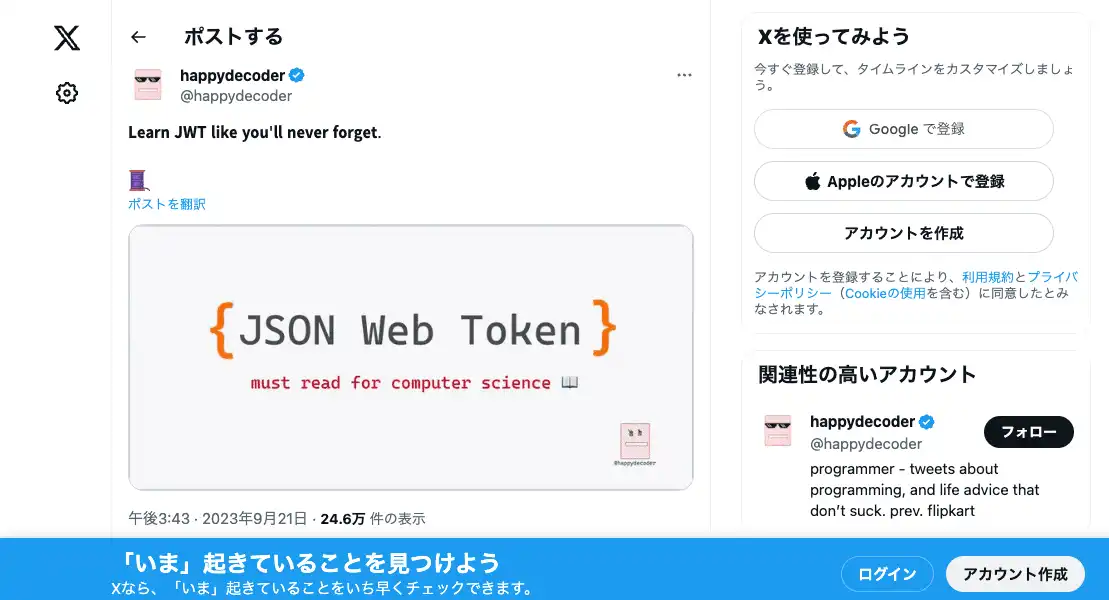 ポストする
happydecoder
@happydecoder
Learn JWT like you'll never forget.
ポストを翻訳
{JSON Web Token}
must read for computer science
@happydecoder
午後3:43 · 2023年9月21日 · 24.6万 件の表示
Xを使ってみよう
今すぐ登録して、タイムラインをカスタマイズしましょ
う。
Google で登録
Appleのアカウントで登録
アカウントを作成
アカウントを登録することにより、利用規約とプライバ
シーポリシー（Cookieの使用を含む）に同意したとみ
なされます。
関連性の高いアカウント
happydecoder
@happydecoder
フォロー
programmer - tweets about
programming, and life advice that
don’t suck. prev. flipkart
「いま」起きていることを見つけよう
Xなら、「いま」起きていることをいち早くチェックできます。
ログイン
アカウント作成